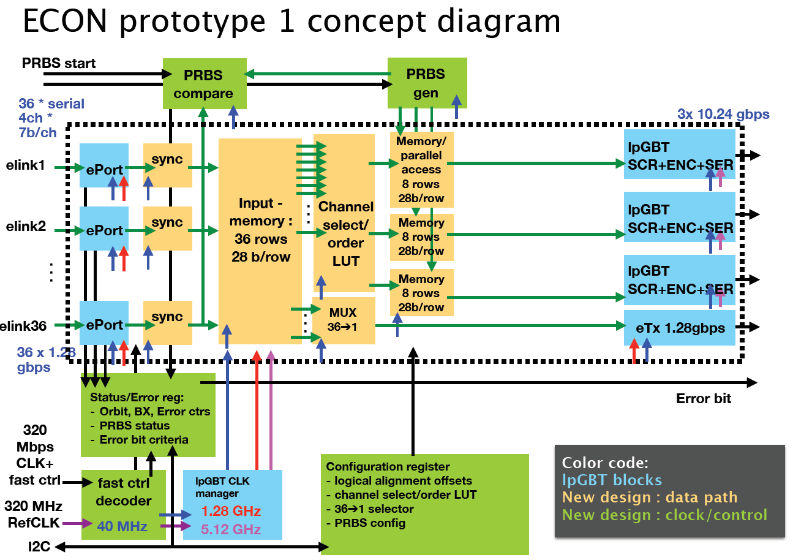 ECON prototype 1 concept diagram
PRBS start
PRBS
compare
PRBS
gen
36 * serial
4ch *
7b/ch
3x 10.24 gbps
elink1
ePort
sync
elink2
ePort
sync
⋮
elink36
ePort
sync
36 x 1.28
gbps
Input -
memory :
36 rows
28 b/row
Channel
select/
order
LUT
MUX
36→1
Memory/
parallel
access
8 rows
28b/row
Memory
8 rows
28b/row
Memory
8 rows
28b/row
lpGBT
SCR+ENC+SER
lpGBT
SCR+ENC+SER
lpGBT
SCR+ENC+SER
eTx 1.28gbps
Error bit
Status/Error reg:
- Orbit, BX, Error ctrs
- PRBS status
- Error bit criteria
320
Mbps
CLK+
fast ctrl
fast ctrl
decoder
40 MHz
320 MHz
RefCLK
I2C
lpGBT CLK
manager
1.28 GHz
5.12 GHz
Configuration register
- logical alignment offsets
- channel select/order LUT
- 36→1 selector
- PRBS config
Color code:
lpGBT blocks
New design : data path
New design : clock/control